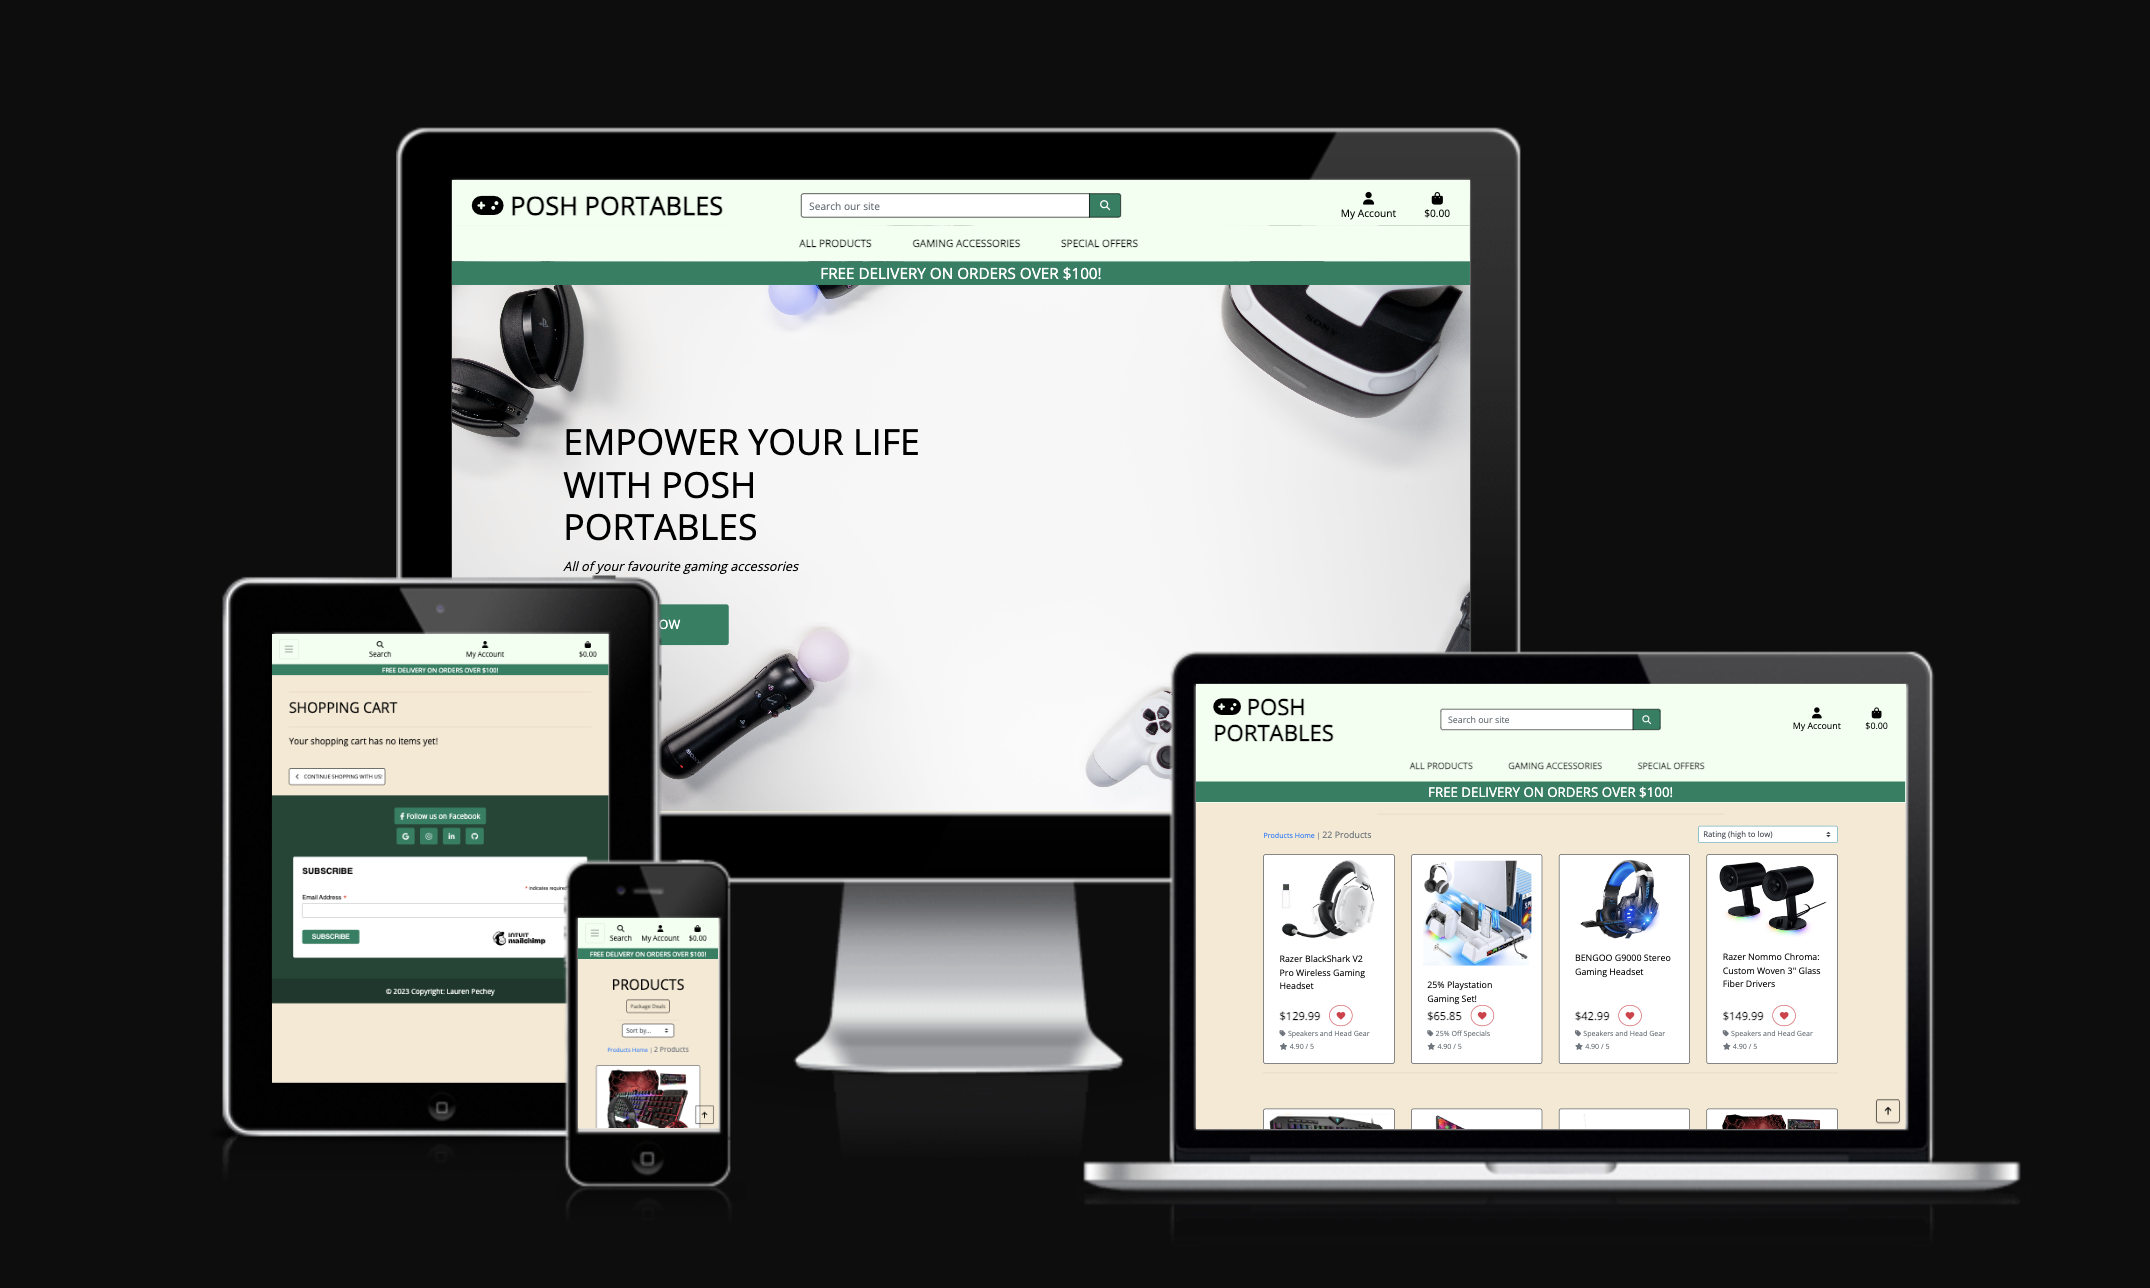 POSH PORTABLES
Search our site
My Account
$0.00
ALL PRODUCTS GAMING ACCESSORIES SPECIAL OFFERS
FREE DELIVERY ON ORDERS OVER $100!
SONY
EMPOWER YOUR LIFE
WITH POSH
PORTABLES
All of your favourite gaming accessories
OW
Search
My Account
$0.00
FREE DELIVERY ON ORDERS OVER $100!
SHOPPING CART
Your shopping cart has no items yet!
CONTINUE SHOPPING WITH US!
Follow us on Facebook
SUBSCRIBE
* indicates required
Email Address *
SUBSCRIBE
INTUIT
mailchimp
© 2023 Copyright: Lauren Pechey
Search
My Account
$0.00
FREE DELIVERY ON ORDERS OVER $100!
PRODUCTS
Package Deals
Sort by...
Products Home | 2 Products
POSH
PORTABLES
Search our site
My Account
$0.00
ALL PRODUCTS GAMING ACCESSORIES SPECIAL OFFERS
FREE DELIVERY ON ORDERS OVER $100!
Products Home | 22 Products
Rating (high to low)
Razer BlackShark V2
Pro Wireless Gaming
Headset
$129.99
Speakers and Head Gear
4.90 / 5
25% Playstation
Gaming Set!
$65.85
25% Off Specials
4.90 / 5
BENGOO G9000 Stereo
Gaming Headset
$42.99
Speakers and Head Gear
4.90 / 5
Razer Nommo Chroma:
Custom Woven 3" Glass
Fiber Drivers
$149.99
Speakers and Head Gear
4.90 / 5